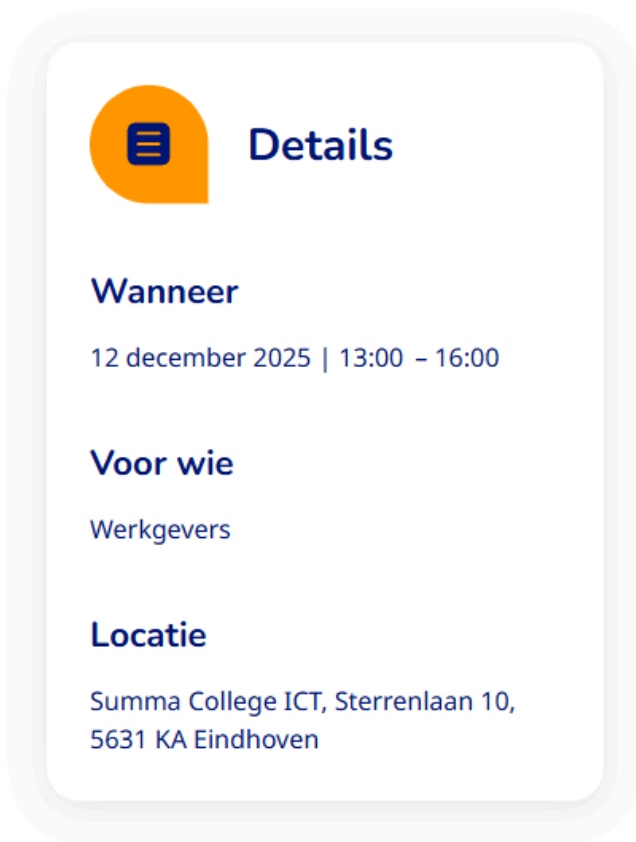 Details
Wanneer
12 december 2025 | 13:00 – 16:00
Voor wie
Werkgevers
Locatie
Summa College ICT, Sterrenlaan 10,
5631 KA Eindhoven